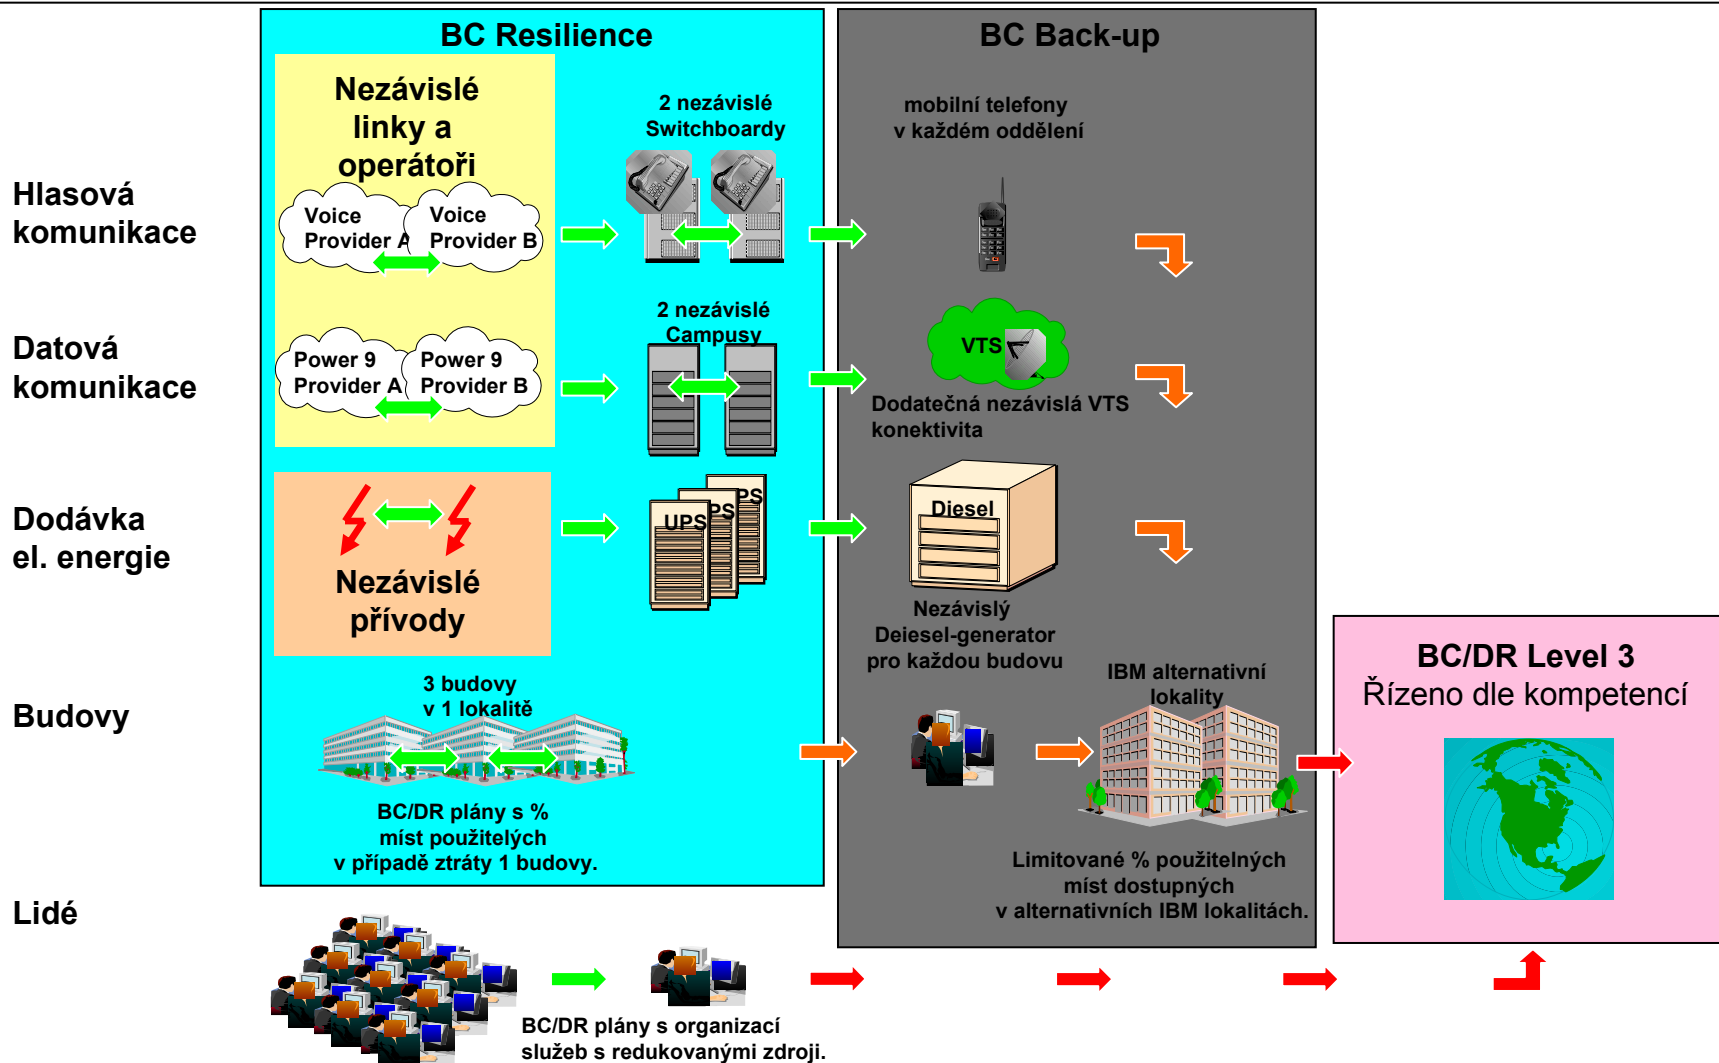 BC Resilience
BC Back-up
Nezávislé
linky a
operátoři
2 nezávislé
Switchboardy
mobilní telefony
v každém oddělení
Hlasová
komunikace
Voice
Provider A
Voice
Provider B
Datová
komunikace
Power 9
Provider A
Power 9
Provider B
2 nezávislé
Campusy
VTS
Dodatečná nezávislá VTS
konektivita
Dodávka
el. energie
Nezávislé
přívody
UPS
PS
PS
Diesel
Nezávislý
Deiesel-generator
pro každou budovu
Budovy
3 budovy
v 1 lokalitě
BC/DR plány s %
míst použitelých
v případě ztráty 1 budovy.
IBM alternativní
lokality
Limitované % použitelných
míst dostupných
v alternativních IBM lokalitách.
BC/DR Level 3
Řízeno dle kompetencí
Lidé
BC/DR plány s organizací
služeb s redukovanými zdroji.